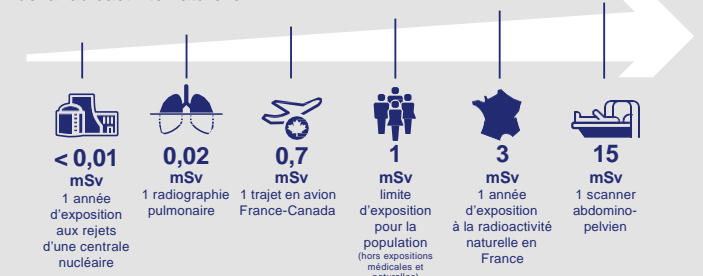 < 0,01
mSv
1 année
d'exposition
aux rejets
d'une centrale
nucléaire
0,02
mSv
1 radiographie
pulmonaire
0,7
mSv
1 trajet en avion
France-Canada
1
mSv
limite
d'exposition
pour la
population
(hors expositions
médicales et
naturelles)
3
mSv
1 année
d'exposition
à la radioactivité
naturelle en
France
15
mSv
1 scanner
abdomino-
pelvien